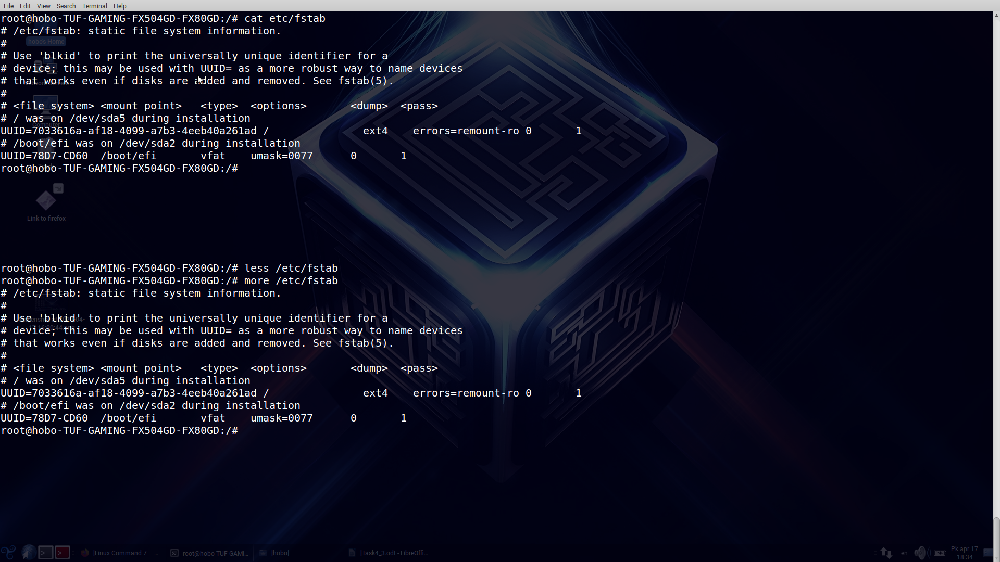 File Edit View Search Terminal Help
root@hobo-TUF-GAMING-FX504GD-FX80GD:/# cat etc/fstab
# /etc/fstab: static file system information.
#
# Use 'blkid' to print the universally unique identifier for a
# device; this may be used with UUID= as a more robust way to name devices
# that works even if disks are added and removed. See fstab(5).
#
# <file system> <mount point>   <type>  <options>       <dump>  <pass>
# / was on /dev/sda5 during installation
UUID=7033616a-af18-4099-a7b3-4eeb40a261ad /               ext4    errors=remount-ro 0       1
# /boot/efi was on /dev/sda2 during installation
UUID=78D7-CD60  /boot/efi       vfat    umask=0077      0       1
root@hobo-TUF-GAMING-FX504GD-FX80GD:/#
root@hobo-TUF-GAMING-FX504GD-FX80GD:/# less /etc/fstab
root@hobo-TUF-GAMING-FX504GD-FX80GD:/# more /etc/fstab
# /etc/fstab: static file system information.
#
# Use 'blkid' to print the universally unique identifier for a
# device; this may be used with UUID= as a more robust way to name devices
# that works even if disks are added and removed. See fstab(5).
#
# <file system> <mount point>   <type>  <options>       <dump>  <pass>
# / was on /dev/sda5 during installation
UUID=7033616a-af18-4099-a7b3-4eeb40a261ad /               ext4    errors=remount-ro 0       1
# /boot/efi was on /dev/sda2 during installation
UUID=78D7-CD60  /boot/efi       vfat    umask=0077      0       1
root@hobo-TUF-GAMING-FX504GD-FX80GD:/#
hobo's Home
Computer
Link to firefox
[Linux Command 7 – ...
root@hobo-TUF-GAMI...
[hobo]
[Task4_3.odt - LibreOffi...
en
Pk apr 17
18:34